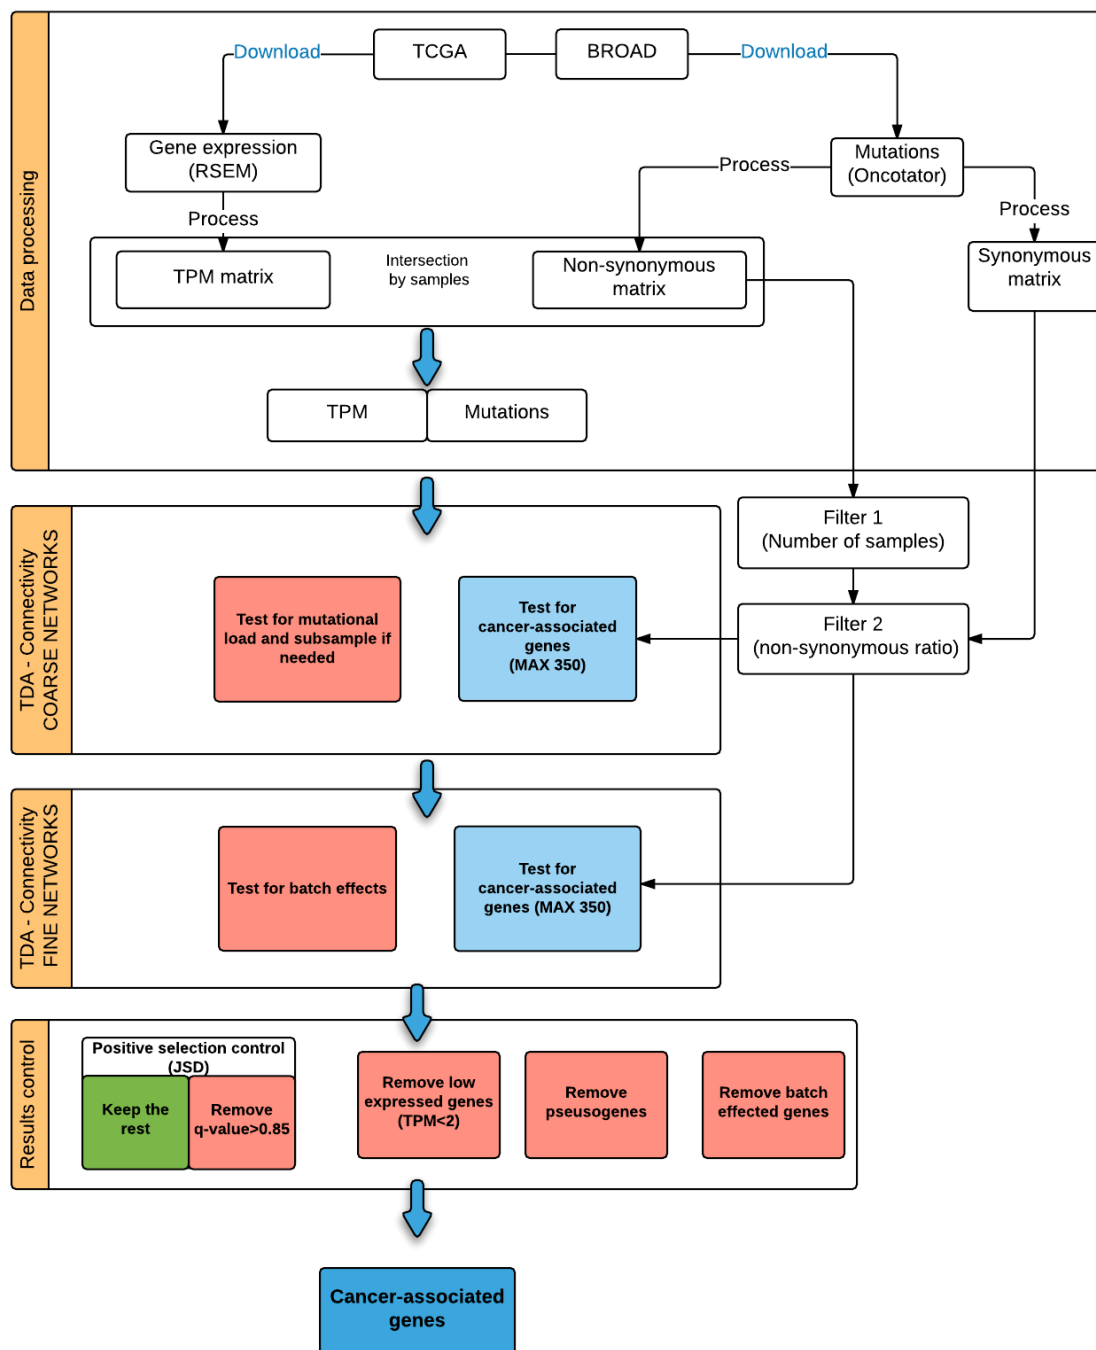 Data processing
Download
TCGA
BROAD
Download
Gene expression
(RSEM)
Mutations
(Oncotator)
Process
Process
Process
TPM matrix
Intersection
by samples
Non-synonymous
matrix
Synonymous
matrix
TPM
Mutations
Filter 1
(Number of samples)
Filter 2
(non-synonymous ratio)
TDA - Connectivity
COARSE NETWORKS
Test for mutational
load and subsample if
needed
Test for
cancer-associated
genes
(MAX 350)
TDA - Connectivity
FINE NETWORKS
Test for batch effects
Test for
cancer-associated
genes (MAX 350)
Results control
Positive selection control
(JSD)
Keep the
rest
Remove
q-value>0.85
Remove low
expressed genes
(TPM<2)
Remove
pseusogenes
Remove batch
effected genes
Cancer-associated
genes